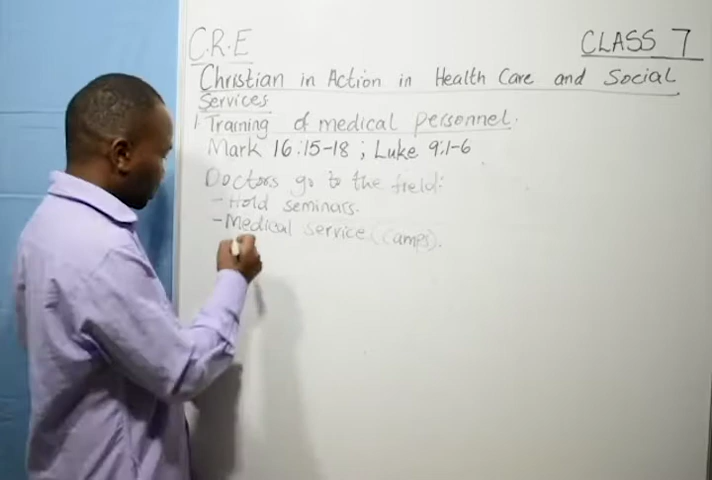 C.R.E
CLASS 7
Christian in Action in Health Care and Social
Services
1. Training of medical personnel.
Mark 16:15-18 ; Luke 9:1-6
Doctors go to the field:
- Hold seminars.
- Medical service (camps).